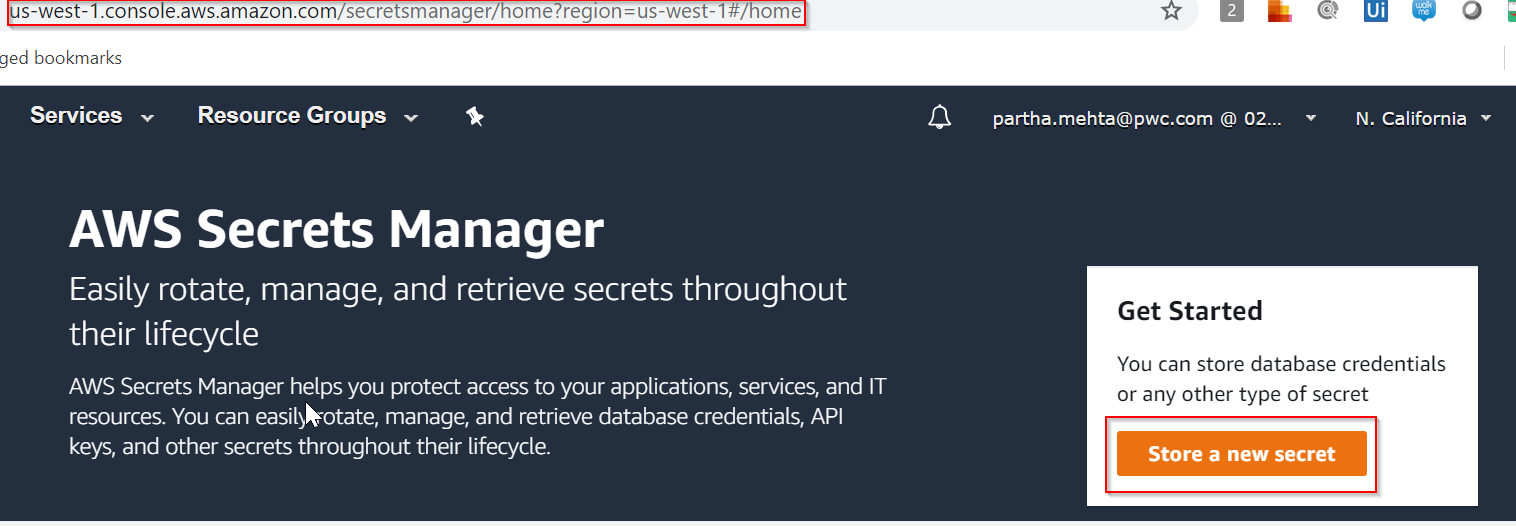 us-west-1.console.aws.amazon.com/secretsmanager/home?region=us-west-1#/home
2 Ui walk me
ged bookmarks
Services Resource Groups partha.mehta@pwc.com @ 02... N. California
AWS Secrets Manager
Easily rotate, manage, and retrieve secrets throughout
their lifecycle
AWS Secrets Manager helps you protect access to your applications, services, and IT
resources. You can easily rotate, manage, and retrieve database credentials, API
keys, and other secrets throughout their lifecycle.
Get Started
You can store database credentials
or any other type of secret
Store a new secret